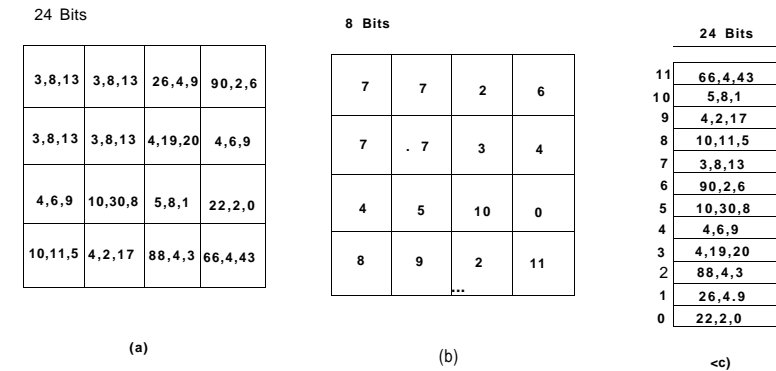 24 Bits
3,8,13 3,8,13 26,4,9 90,2,6
3,8,13 3,8,13 4,19,20 4,6,9
4,6,9 10,30,8 5,8,1 22,2,0
10,11,5 4,2,17 88,4,3 66,4,43
(a)
8 Bits
7 7 2 6
7 . 7 3 4
4 5 10 0
8 9 2 11
...
(b)
24 Bits
11 66,4,43
10 5,8,1
9 4,2,17
8 10,11,5
7 3,8,13
6 90,2,6
5 10,30,8
4 4,6,9
3 4,19,20
2 88,4,3
1 26,4.9
0 22,2,0
<c)